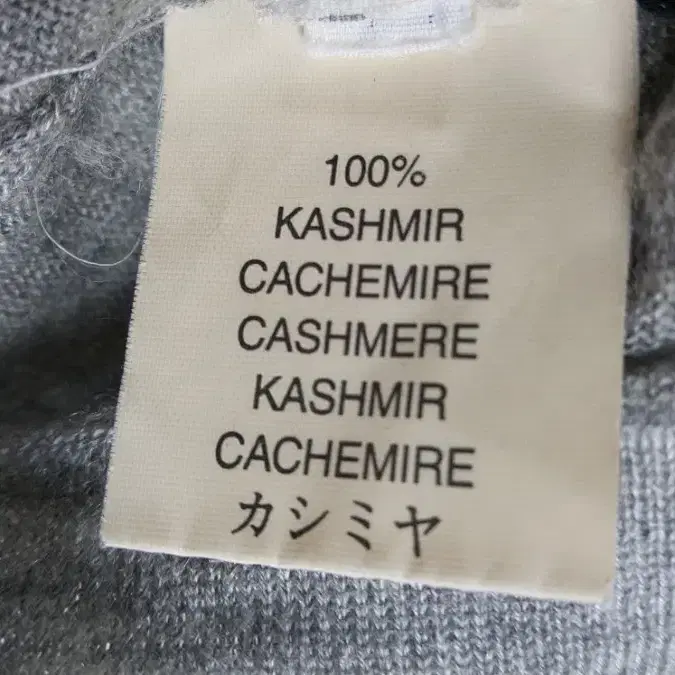 100%
KASHMIR
CACHEMIRE
CASHMERE
KASHMIR
CACHEMIRE
カシミヤ